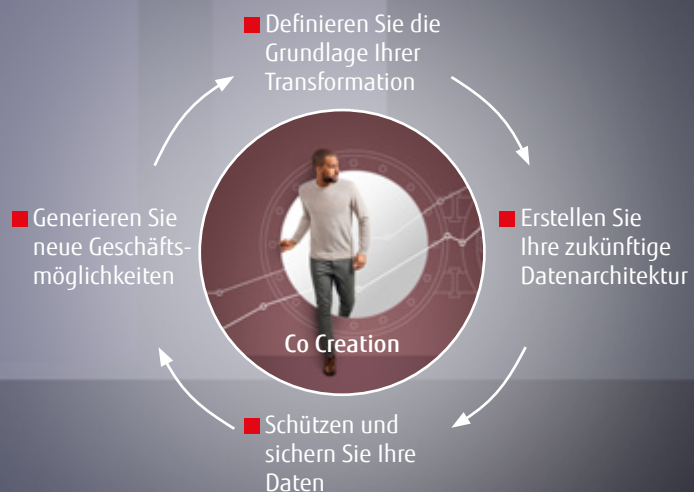 Definieren Sie die
Grundlage Ihrer
Transformation
Erstellen Sie
Ihre zukünftige
Datenarchitektur
Schützen und
sichern Sie Ihre
Daten
Generieren Sie
neue Geschäfts-
möglichkeiten
Co Creation